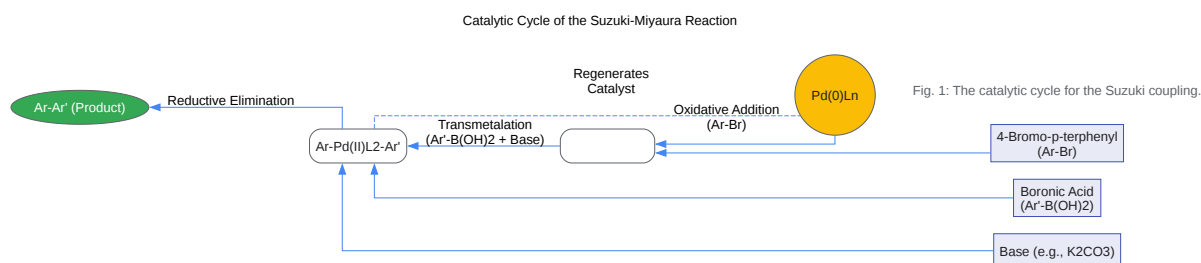 Catalytic Cycle of the Suzuki-Miyaura Reaction
Regenerates
Catalyst
Pd(0)Ln
Fig. 1: The catalytic cycle for the Suzuki coupling.
Ar-Ar' (Product)
Reductive Elimination
Oxidative Addition
(Ar-Br)
Transmetalation
(Ar'-B(OH)2 + Base)
Ar-Pd(II)L2-Ar'
4-Bromo-p-terphenyl
(Ar-Br)
Boronic Acid
(Ar'-B(OH)2)
Base (e.g., K2CO3)